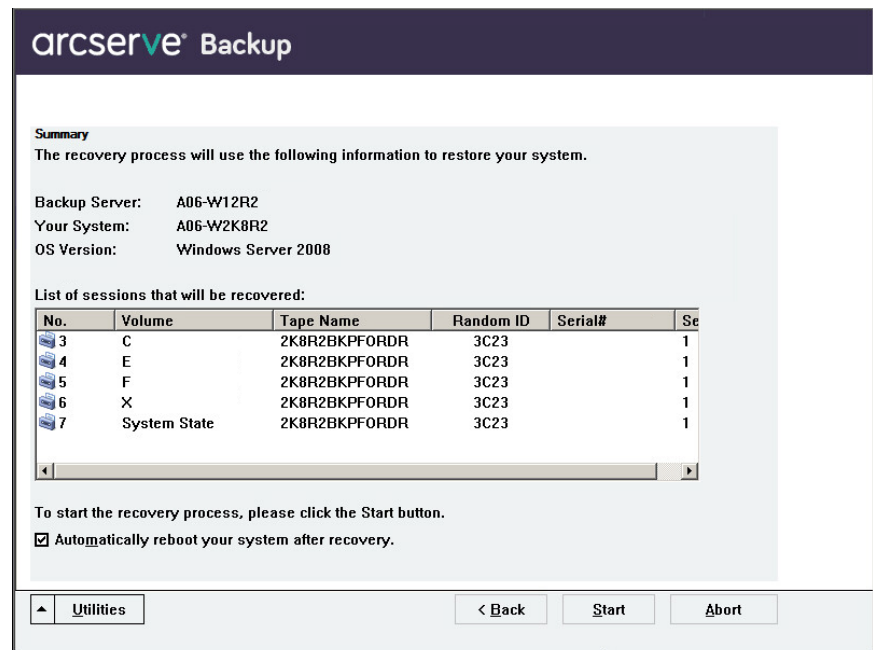 arcserve® Backup
Summary
The recovery process will use the following information to restore your system.
Backup Server: A06-W12R2
Your System: A06-W2K8R2
OS Version: Windows Server 2008
List of sessions that will be recovered:
No. Volume Tape Name Random ID Serial# Se
3 C 2K8R2BKPFORDR 3C23 1
4 E 2K8R2BKPFORDR 3C23 1
5 F 2K8R2BKPFORDR 3C23 1
6 X 2K8R2BKPFORDR 3C23 1
7 System State 2K8R2BKPFORDR 3C23 1
To start the recovery process, please click the Start button.
Automatically reboot your system after recovery.
Utilities < Back Start Abort